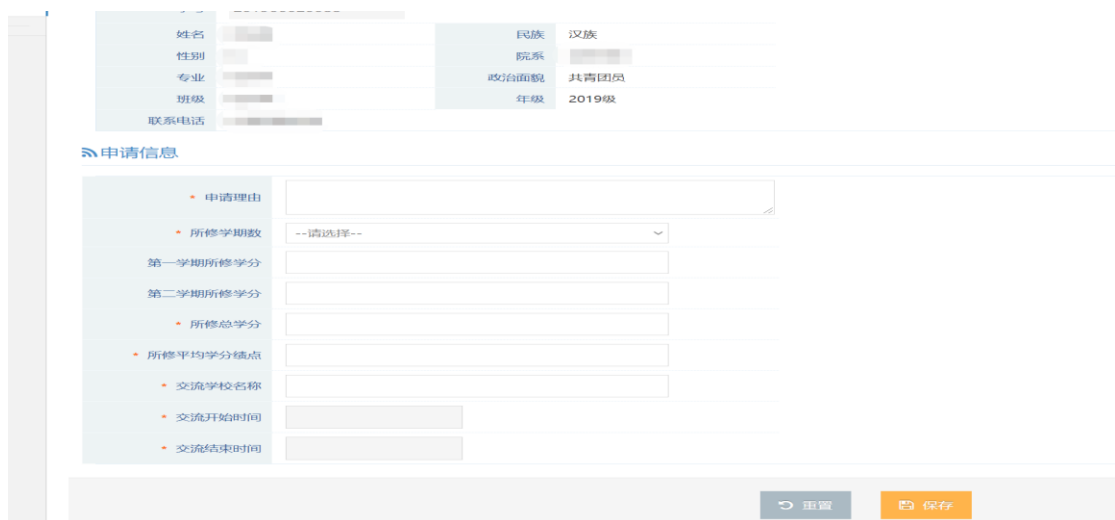 姓名 民族 汉族
性别 院系
专业 政治面貌 共青团员
班级 年级 2019级
联系电话
申请信息
* 申请理由
* 所修学期数 --请选择--
第一学期所修学分
第二学期所修学分
* 所修总学分
* 所修平均学分绩点
* 交流学校名称
* 交流开始时间
* 交流结束时间
重置 保存